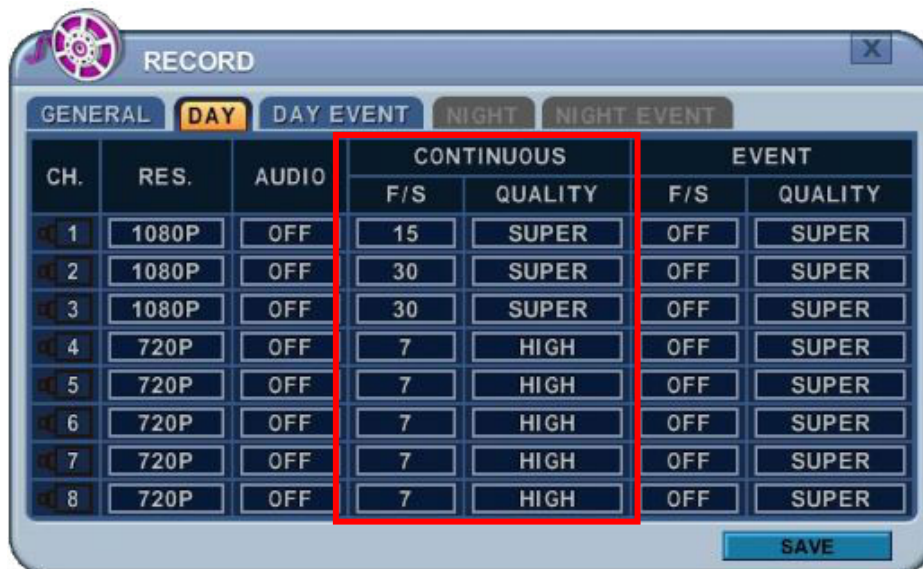 RECORD X
GENERAL DAY DAY EVENT NIGHT NIGHT EVENT
CH. RES. AUDIO CONTINUOUS EVENT
F/S QUALITY F/S QUALITY
1 1080P OFF 15 SUPER OFF SUPER
2 1080P OFF 30 SUPER OFF SUPER
3 1080P OFF 30 SUPER OFF SUPER
4 720P OFF 7 HIGH OFF SUPER
5 720P OFF 7 HIGH OFF SUPER
6 720P OFF 7 HIGH OFF SUPER
7 720P OFF 7 HIGH OFF SUPER
8 720P OFF 7 HIGH OFF SUPER
SAVE